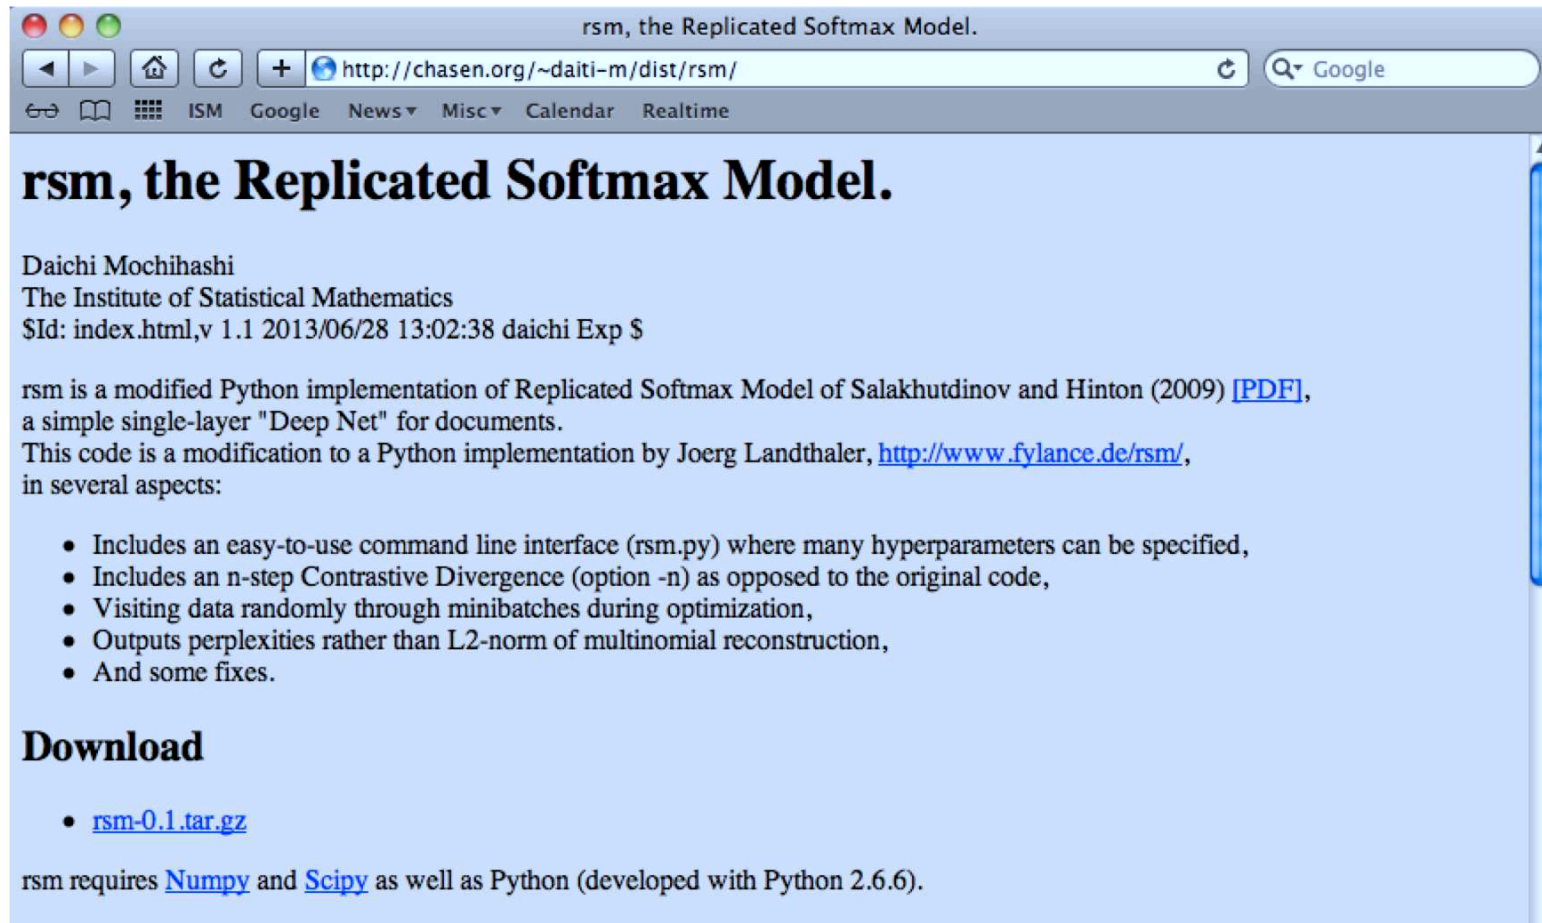 rsm, the Replicated Softmax Model.
http://chasen.org/~daiti-m/dist/rsm/
Google
ISM Google News Misc Calendar Realtime
rsm, the Replicated Softmax Model.
Daichi Mochihashi
The Institute of Statistical Mathematics
$Id: index.html,v 1.1 2013/06/28 13:02:38 daichi Exp $
rsm is a modified Python implementation of Replicated Softmax Model of Salakhutdinov and Hinton (2009) [PDF],
a simple single-layer "Deep Net" for documents.
This code is a modification to a Python implementation by Joerg Landthaler, http://www.fylance.de/rsm/,
in several aspects:
• Includes an easy-to-use command line interface (rsm.py) where many hyperparameters can be specified,
• Includes an n-step Contrastive Divergence (option -n) as opposed to the original code,
• Visiting data randomly through minibatches during optimization,
• Outputs perplexities rather than L2-norm of multinomial reconstruction,
• And some fixes.
Download
• rsm-0.1.tar.gz
rsm requires Numpy and Scipy as well as Python (developed with Python 2.6.6).